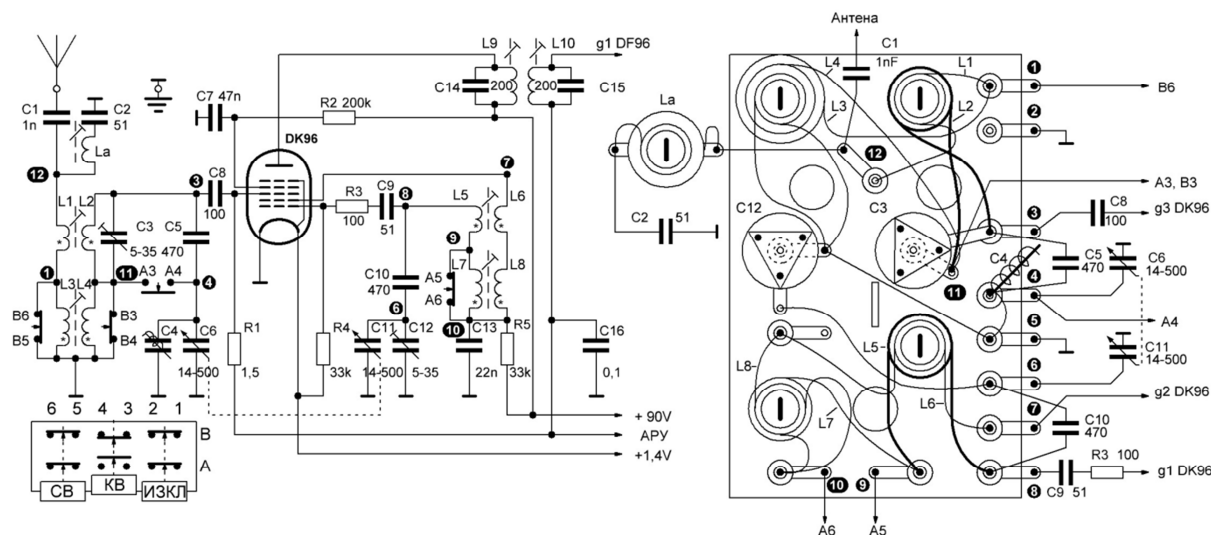 C1
1n
C2
51
La
12
L1 L2
3
C8
100
C3
5-35
C5
470
1
11
A3 A4
4
L3 L4
B6
B5
B3
B4
C4
C6
14-500
R1
1,5
C7 47n
R2 200k
DK96
L9
L10
g1 DF96
C14
200
200
C15
7
R3
100
C9
51
8
L5
L6
9
C10
470
A5
A6
L7
L8
6
10
R4
33k
C11
14-500
C12
5-35
C13
22n
R5
33k
C16
0,1
+ 90V
АРУ
+1,4V
6 5 4 3 2 1
В
А
СВ
КВ
ИЗКЛ
Антена
C1
1nF
L4
L1
L3
L2
1
B6
2
La
12
C2
51
A3, B3
C12
C3
3
C8
100
g3 DK96
C4
4
C5
470
C6
14-500
11
A4
5
C11
14-500
L5
L8
6
g2 DK96
7
L6
L7
C10
470
R3 100
g1 DK96
10
9
8
C9 51
A6
A5